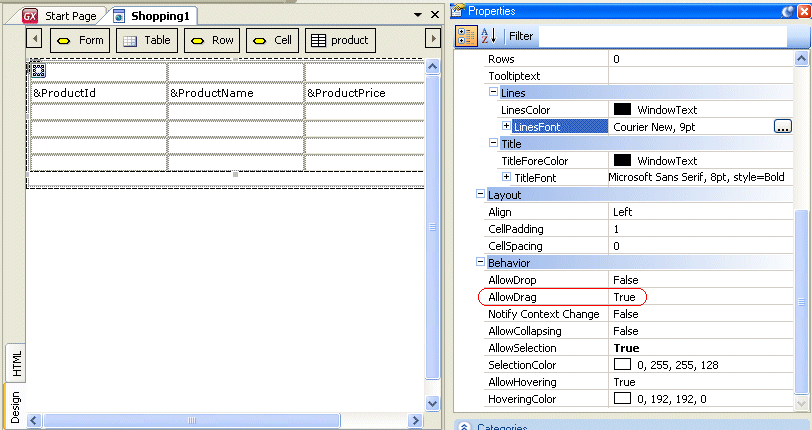 GX Start Page Shopping1
Form Table Row Cell product
&ProductId &ProductName &ProductPrice
HTML
Design
Properties
Filter
Rows 0
Tooltiptext
Lines
LinesColor WindowText
LinesFont Courier New, 9pt ...
Title
TitleForeColor WindowText
TitleFont Microsoft Sans Serif, 8pt, style=Bold
Layout
Align Left
CellPadding 1
CellSpacing 0
Behavior
AllowDrop False
AllowDrag True
Notify Context Change False
AllowCollapsing False
AllowSelection True
SelectionColor 0, 255, 255, 128
AllowHovering True
HoveringColor 0, 192, 192, 0
Categories